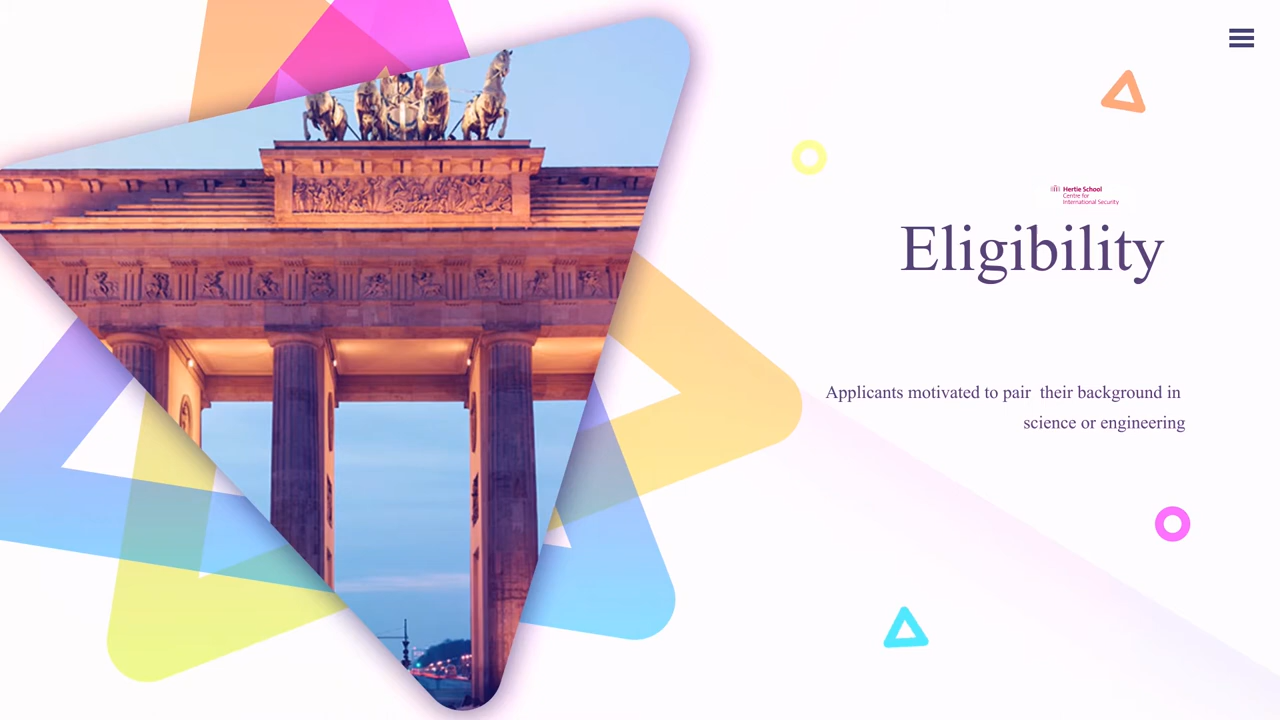 Hertie School
Centre for
International Security
Eligibility
Applicants motivated to pair  their background in
science or engineering